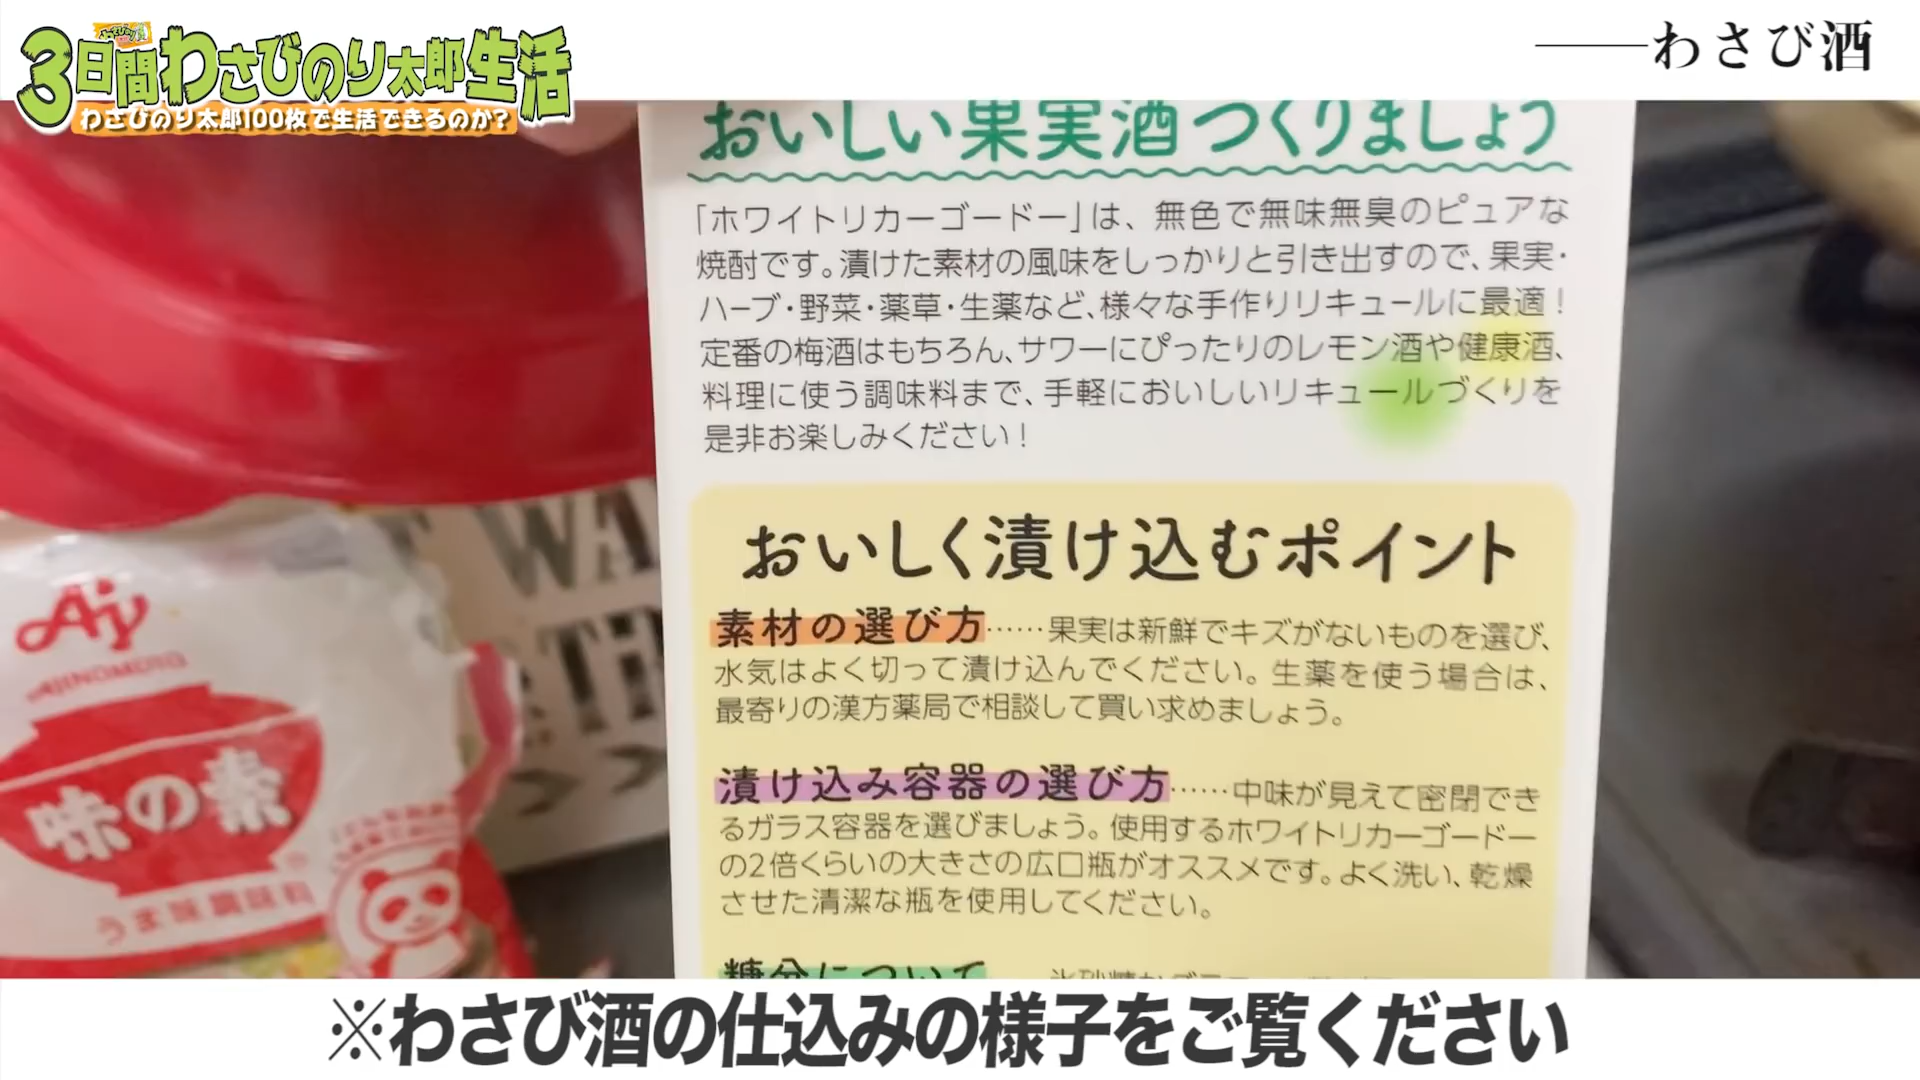 3日間わさびのり太郎生活
わさびのり太郎100枚で生活できるのか?
わさび酒
おいしい果実酒つくりましょう
「ホワイトリカーゴードー」は、無色で無味無臭のピュアな
焼酎です。漬けた素材の風味をしっかりと引き出すので、果実・
ハーブ・野菜・薬草・生薬など、様々な手作りリキュールに最適!
定番の梅酒はもちろん、サワーにぴったりのレモン酒や健康酒、
料理に使う調味料まで、手軽においしいリキュールづくりを
是非お楽しみください!
おいしく漬け込むポイント
素材の選び方……果実は新鮮でキズがないものを選び、
水気はよく切って漬け込んでください。生薬を使う場合は、
最寄りの漢方薬局で相談して買い求めましょう。
漬け込み容器の選び方……中味が見えて密閉でき
るガラス容器を選びましょう。使用するホワイトリカーゴードー
の2倍くらいの大きさの広口瓶がオススメです。よく洗い、乾燥
させた清潔な瓶を使用してください。
糖分について
WA
Ajy
AJINOMOTO
味の素
うま味調味料
※わさび酒の仕込みの様子をご覧ください